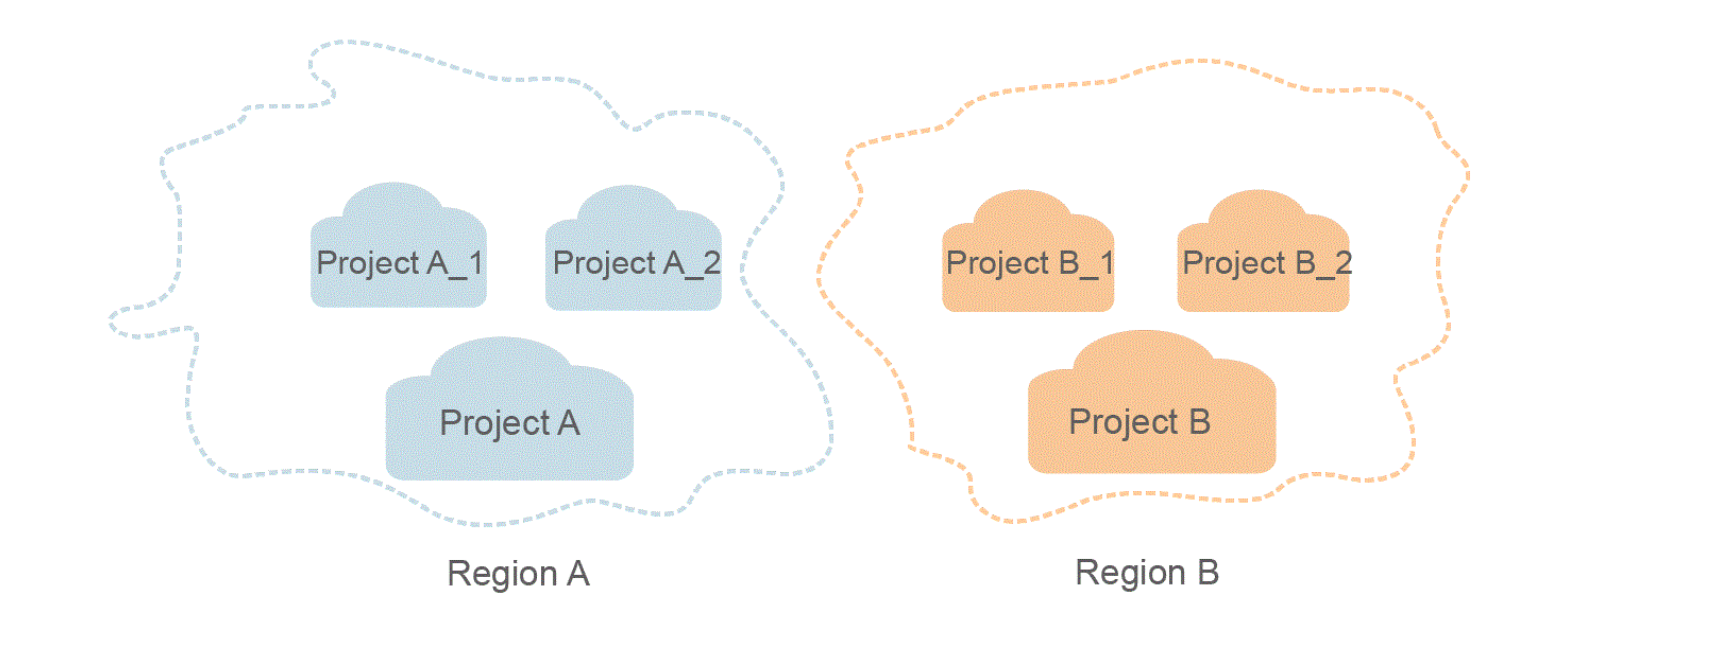 Project A_1
Project A_2
Project B_1
Project B_2
Project A
Project B
Region A
Region B